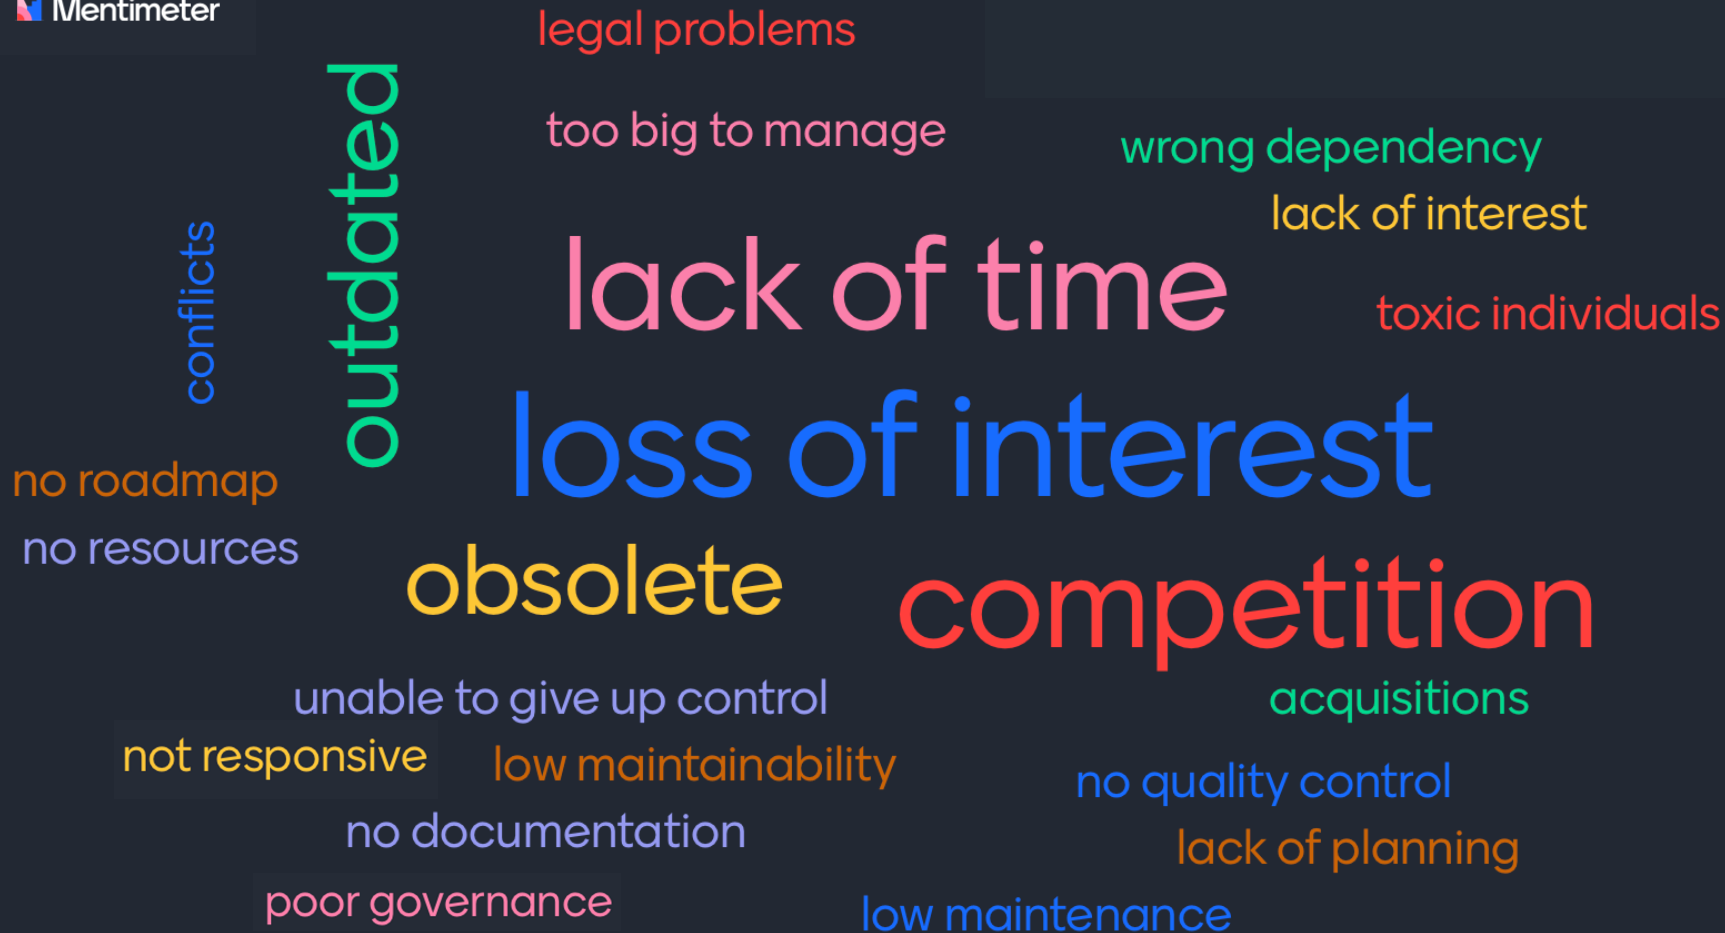 Mentimeter
legal problems
too big to manage
wrong dependency
lack of interest
outdated
conflicts
lack of time
toxic individuals
loss of interest
no roadmap
no resources
obsolete
competition
unable to give up control
acquisitions
not responsive
low maintainability
no quality control
no documentation
lack of planning
poor governance
low maintenance